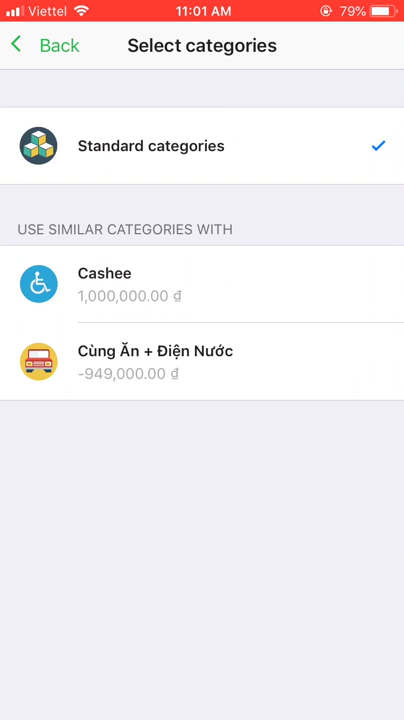 Viettel 11:01 AM 79%
Back Select categories
Standard categories
USE SIMILAR CATEGORIES WITH
Cashee
1,000,000.00 ₫
Cùng Ăn + Điện Nước
-949,000.00 ₫